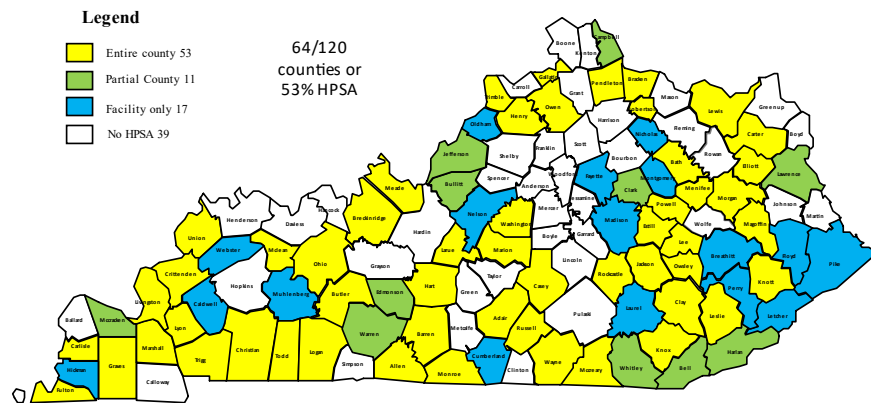 Legend
Entire county 53
Partial County 11
Facility only 17
No HPSA 39
64/120
counties or
53% HPSA
Boone
Kenton
Campbell
Gallatin
Pendleton
Braken
Trimble
Carroll
Grant
Owen
Robertson
Mason
Lewis
Greenup
Oldham
Henry
Harrison
Fleming
Carter
Boyd
Nicholas
Rowan
Jefferson
Shelby
Franklin
Scott
Bourbon
Bath
Elliott
Lawrence
Bullitt
Spencer
Anderson
Woodford
Fayette
Montgomery
Clark
Menifee
Morgan
Johnson
Martin
Meade
Hancock
Breckinridge
Nelson
Washington
Mercer
Jessamine
Madison
Powell
Estill
Wolfe
Magoffin
Henderson
Daviess
Hardin
Larue
Marion
Boyle
Garrard
Lee
Breathitt
Floyd
Pike
Union
Webster
Mclean
Ohio
Grayson
Lincoln
Rockcastle
Jackson
Owsley
Perry
Knott
Crittenden
Hopkins
Muhlenberg
Butler
Edmonson
Hart
Green
Taylor
Casey
Pulaski
Laurel
Clay
Leslie
Letcher
Livingston
Caldwell
Lyon
Warren
Barren
Metcalfe
Adair
Russell
Ballard
Mccraken
Carlisle
Marshall
Trigg
Christian
Todd
Logan
Simpson
Allen
Monroe
Cumberland
Clinton
Wayne
Mccreary
Whitley
Knox
Bell
Harlan
Hickman
Graves
Calloway
Fulton